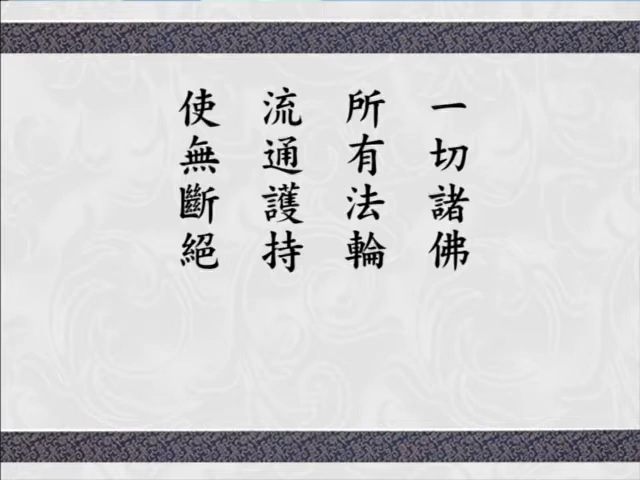 一切諸佛
所有法輪
流通護持
使無斷絕